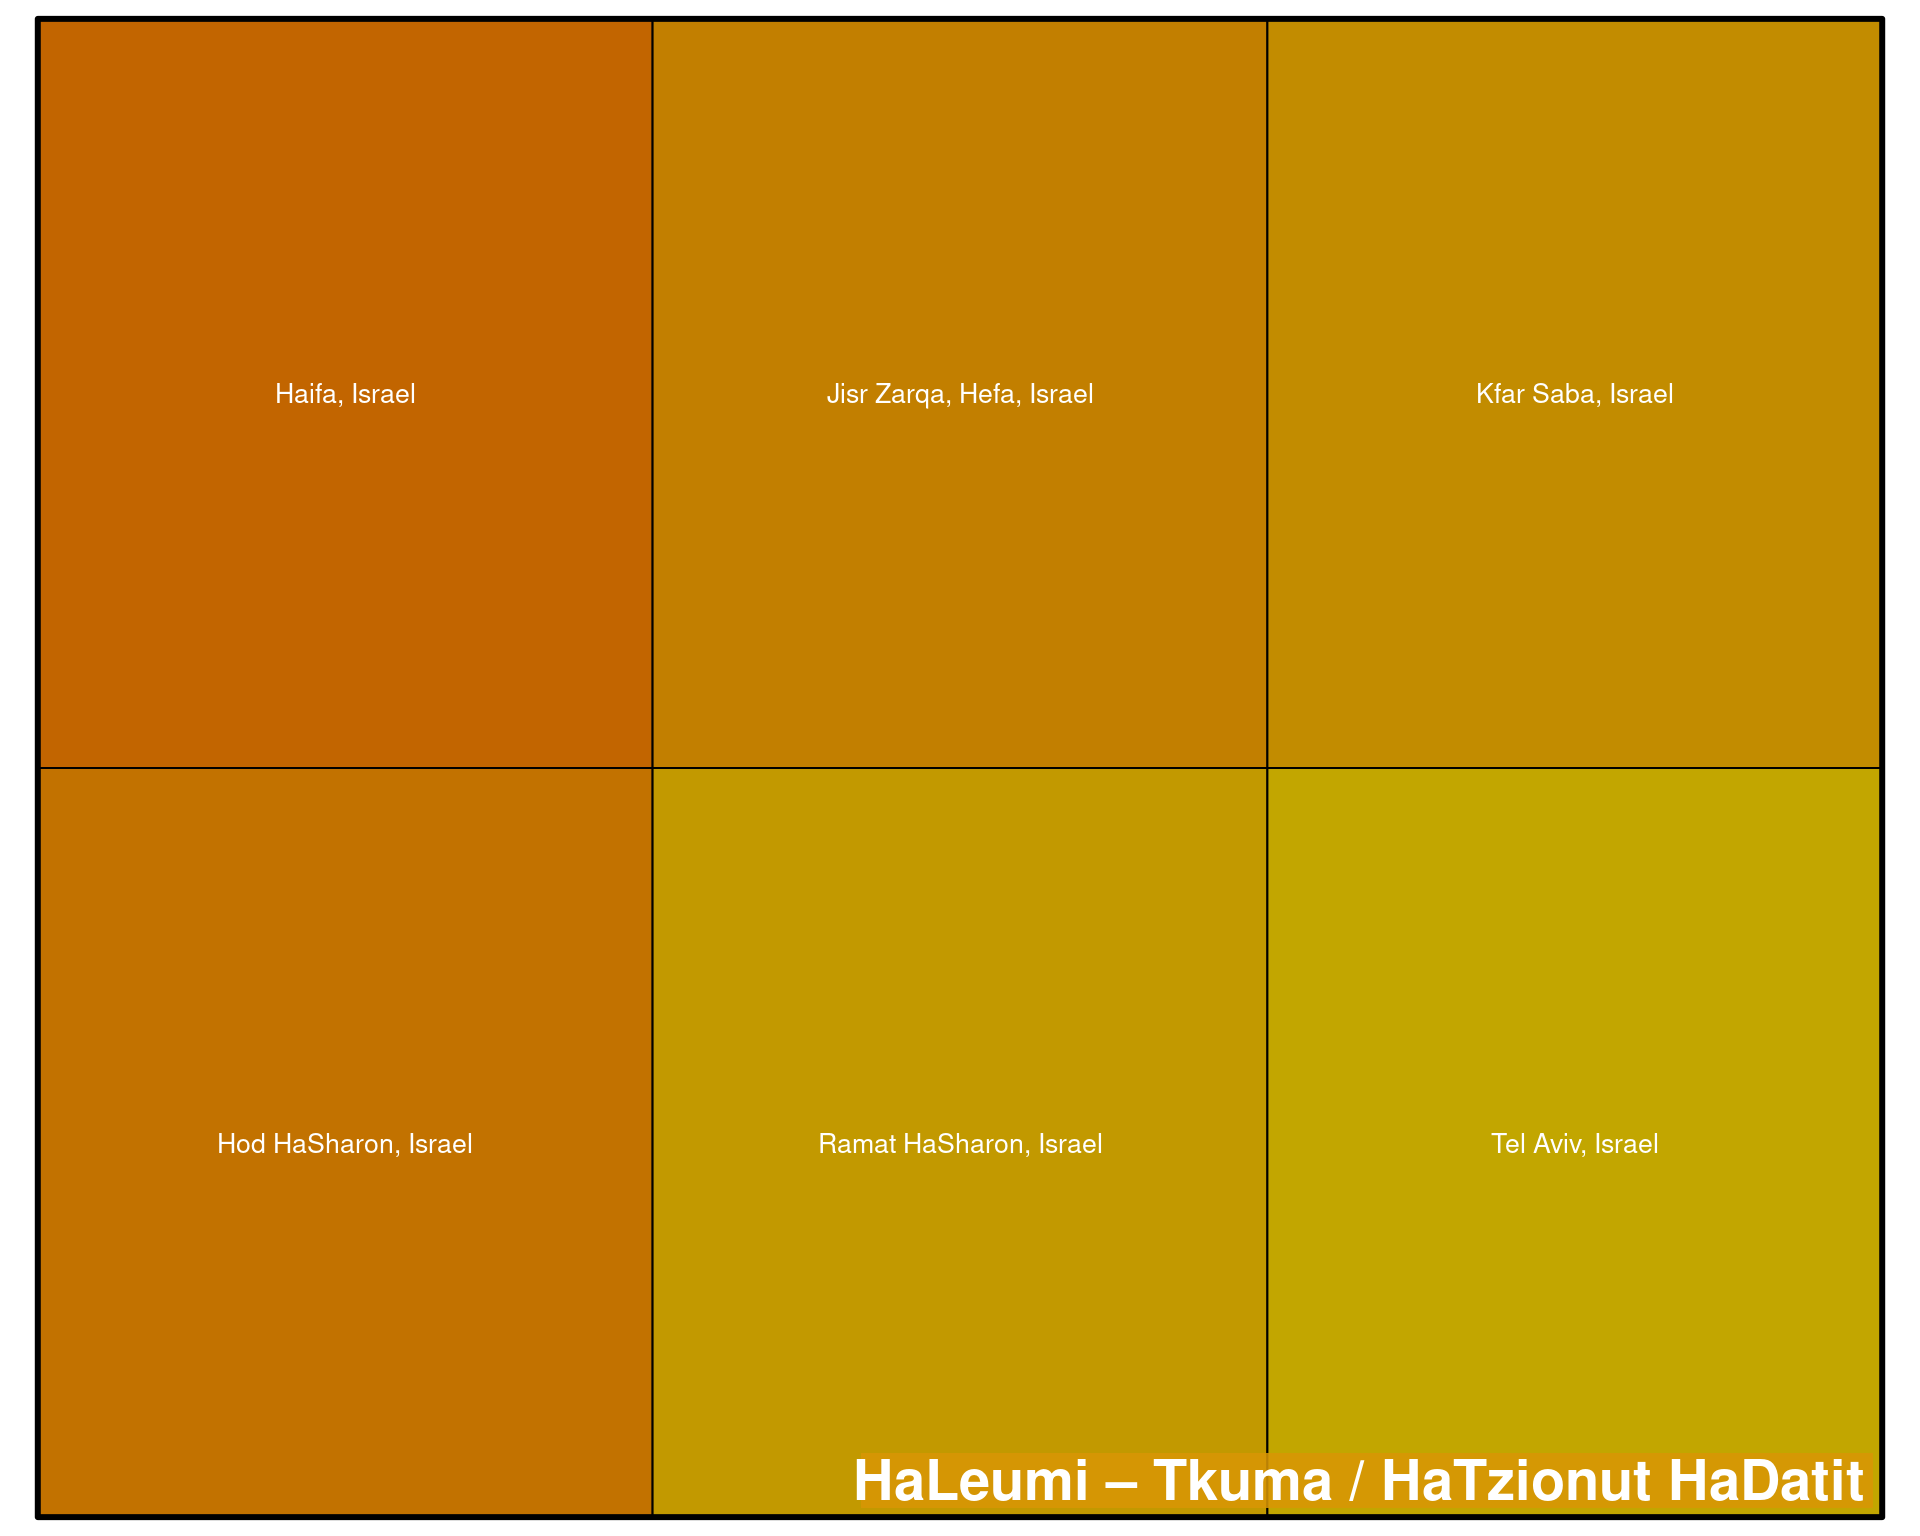 Haifa, Israel
Jisr Zarqa, Hefa, Israel
Kfar Saba, Israel
Hod HaSharon, Israel
Ramat HaSharon, Israel
Tel Aviv, Israel
HaLeumi – Tkuma / HaTzionut HaDatit